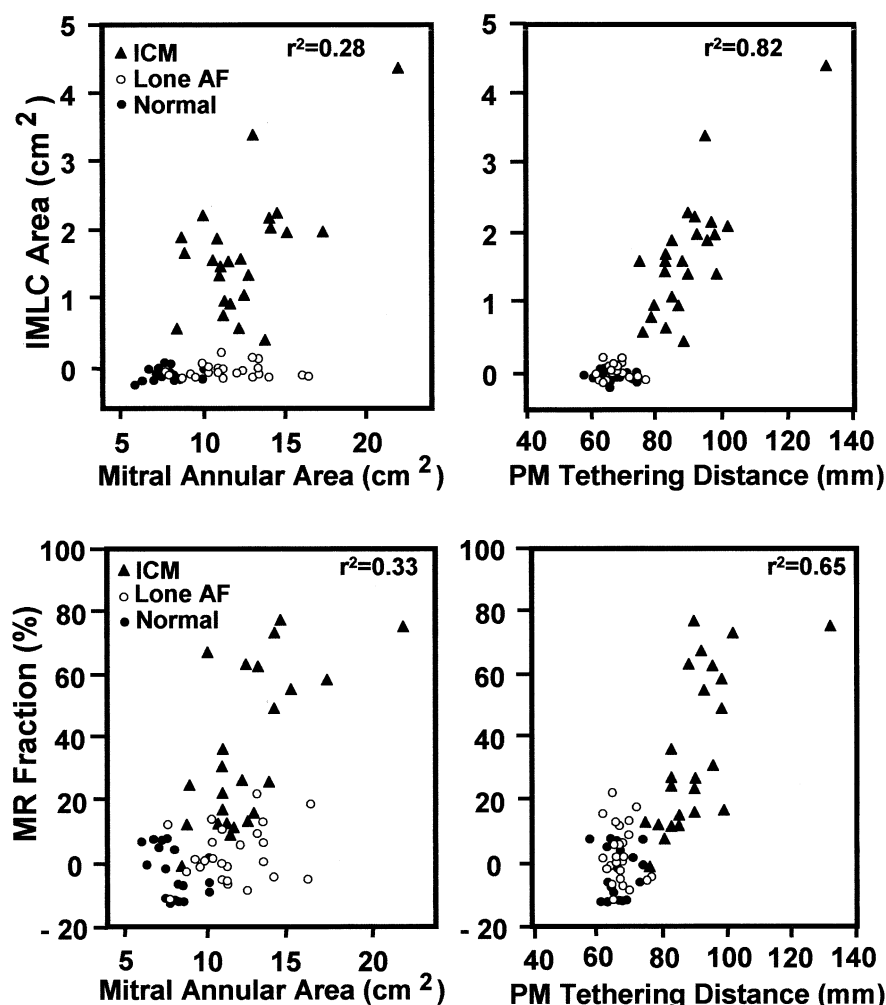 5
4
3
2
1
0
IMLC Area (cm²)
▲ ICM
○ Lone AF
● Normal
r²=0.28
5 10 15 20
Mitral Annular Area (cm²)
5
4
3
2
1
0
r²=0.82
40 60 80 100 120 140
PM Tethering Distance (mm)
100
80
60
40
20
0
- 20
MR Fraction (%)
▲ ICM
○ Lone AF
● Normal
r²=0.33
5 10 15 20
Mitral Annular Area (cm²)
100
80
60
40
20
0
- 20
r²=0.65
40 60 80 100 120 140
PM Tethering Distance (mm)